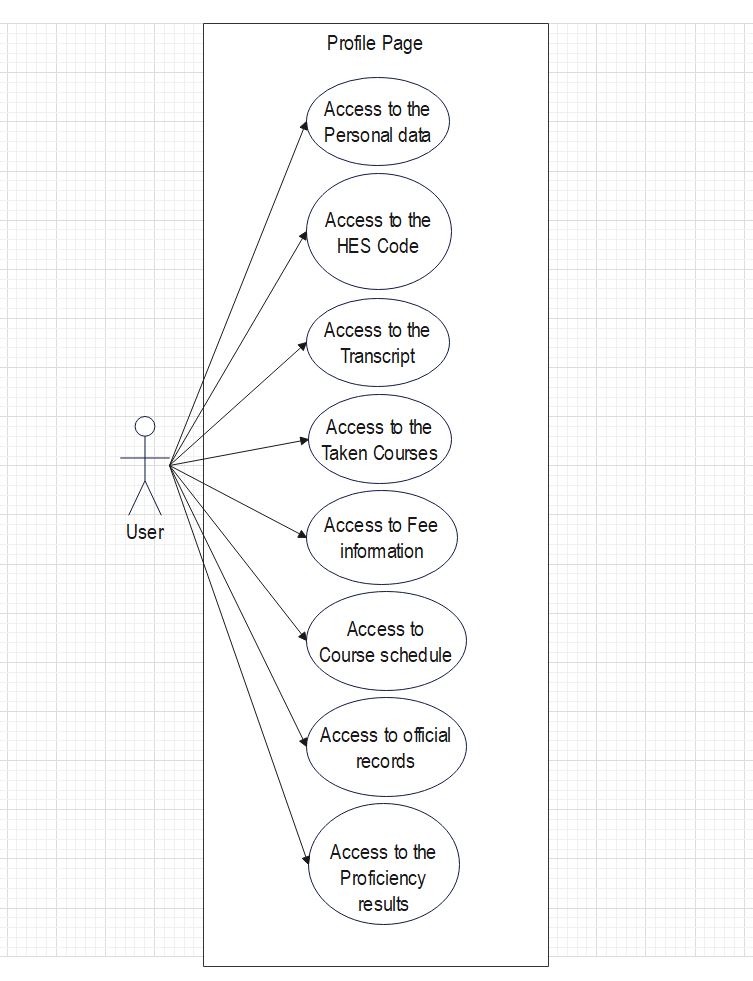 Profile Page
Access to the
Personal data
Access to the
HES Code
Access to the
Transcript
Access to the
Taken Courses
Access to Fee
information
User
Access to
Course schedule
Access to official
records
Access to the
Proficiency
results